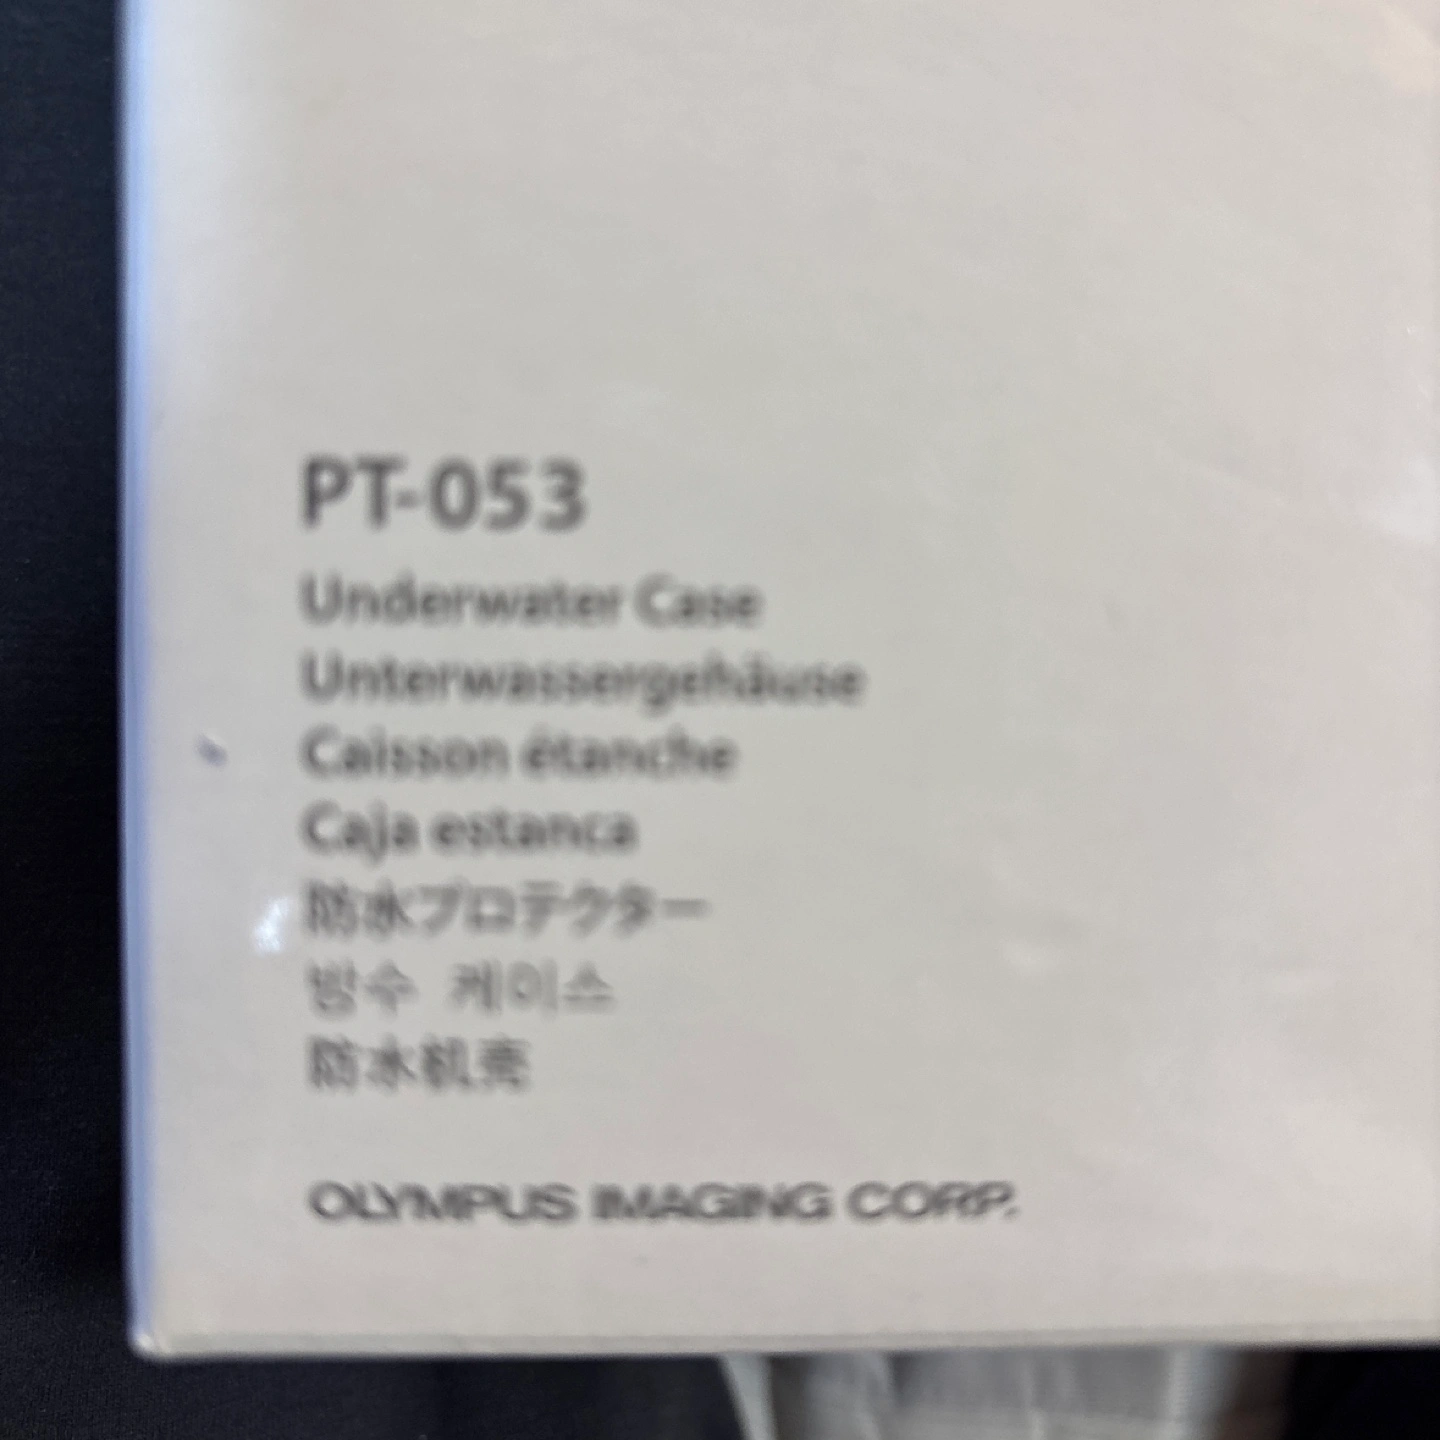 PT-053
Underwater Case
Unterwassergehäuse
Caisson étanche
Caja estanca
防水プロテクター
방수 케이스
防水机壳
OLYMPUS IMAGING CORP.